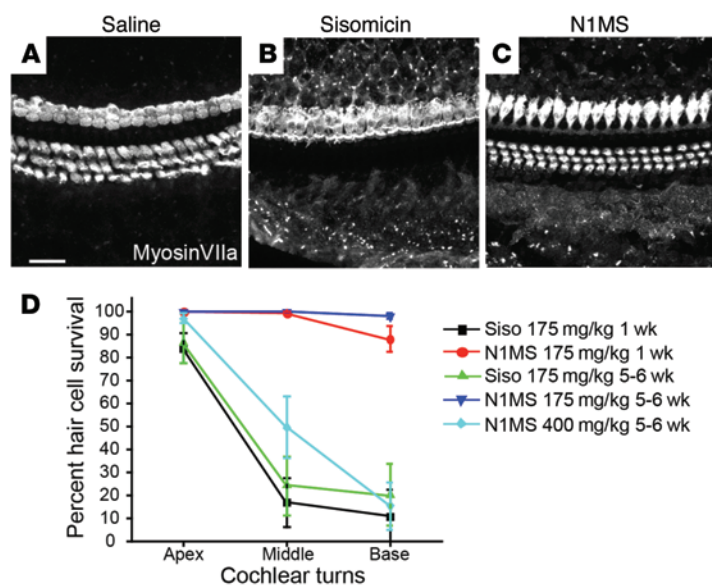 Saline
Sisomicin
N1MS
A
B
C
MyosinVIIa
D
Percent hair cell survival
100
90
80
70
60
50
40
30
20
10
0
Apex
Middle
Base
Cochlear turns
Siso 175 mg/kg 1 wk
N1MS 175 mg/kg 1 wk
Siso 175 mg/kg 5-6 wk
N1MS 175 mg/kg 5-6 wk
N1MS 400 mg/kg 5-6 wk